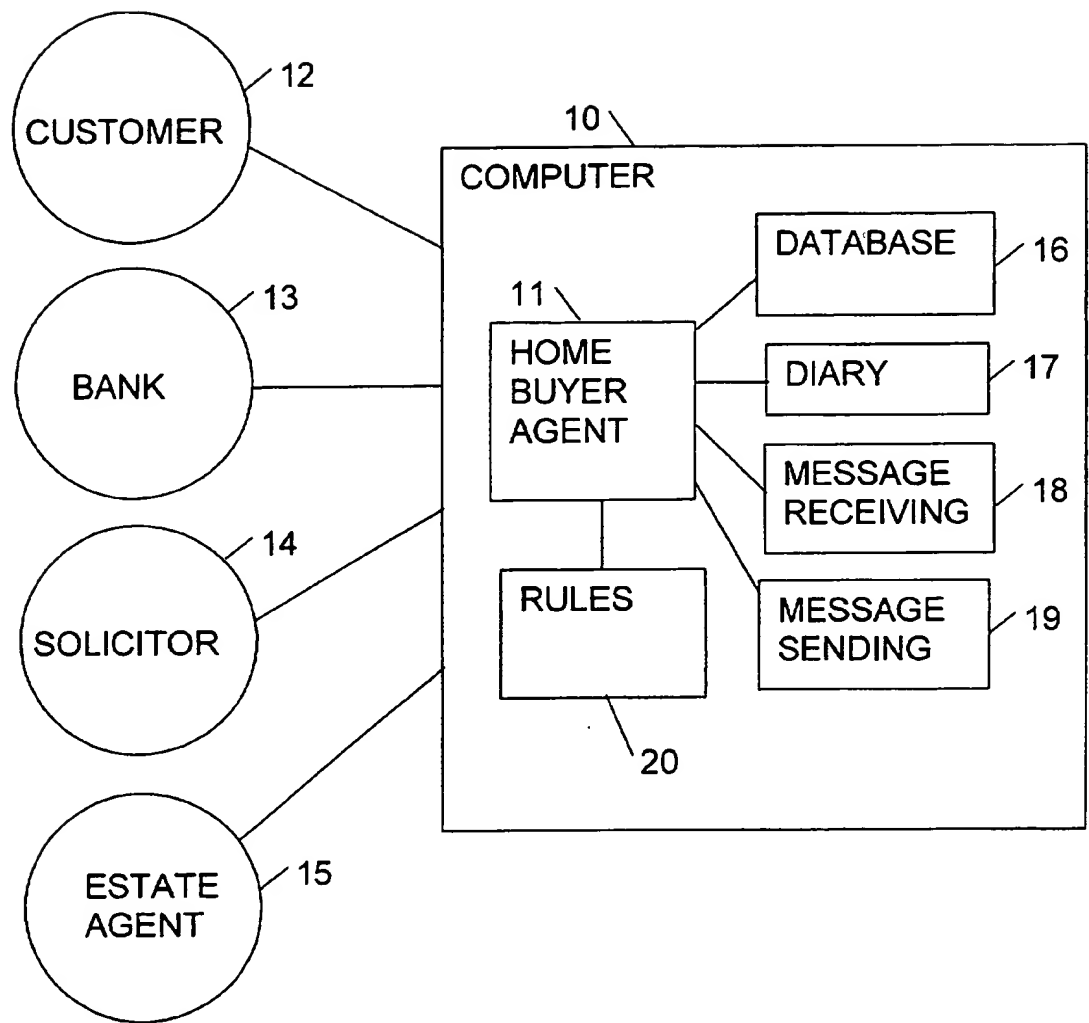 12
CUSTOMER
10
COMPUTER
DATABASE
16
13
11
HOME
BUYER
AGENT
BANK
DIARY
17
MESSAGE
RECEIVING
18
14
SOLICITOR
RULES
MESSAGE
SENDING
19
20
15
ESTATE
AGENT